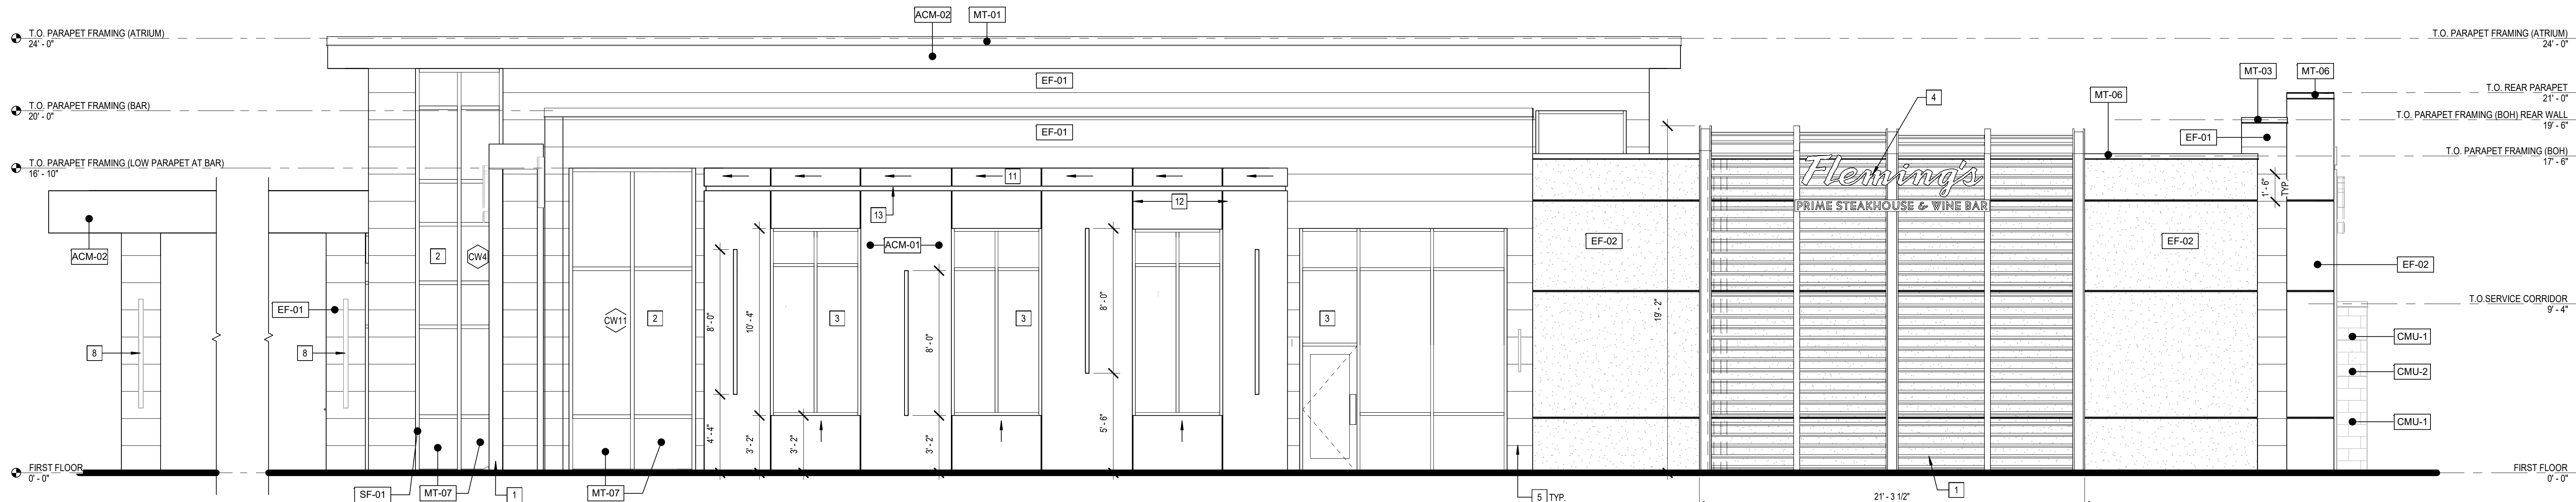 ACM-02
MT-01
T.O. PARAPET FRAMING (ATRIUM)
24' - 0"
T.O. PARAPET FRAMING (ATRIUM)
24' - 0"
EF-01
MT-03
MT-06
T.O. REAR PARAPET
21' - 0"
MT-06
4
T.O. PARAPET FRAMING (BAR)
20' - 0"
T.O. PARAPET FRAMING (BOH) REAR WALL
19' - 6"
EF-01
EF-01
T.O. PARAPET FRAMING (BOH)
17' - 6"
T.O. PARAPET FRAMING (LOW PARAPET AT BAR)
16' - 10"
11
Fleming's
PRIME STEAKHOUSE & WINE BAR
1' - 6"
TYP.
12
13
ACM-01
EF-02
EF-02
ACM-02
2
CW4
EF-02
T.O.SERVICE CORRIDOR
9' - 4"
EF-01
CW11
2
8' - 0"
10' - 4"
3
8' - 0"
3
8' - 0"
3
19' - 2"
CMU-1
8
8
CMU-2
CMU-1
4' - 4"
3' - 2"
3' - 2"
3' - 2"
5' - 6"
FIRST FLOOR
0' - 0"
FIRST FLOOR
0' - 0"
SF-01
MT-07
1
MT-07
5 TYP.
21' - 3 1/2"
1